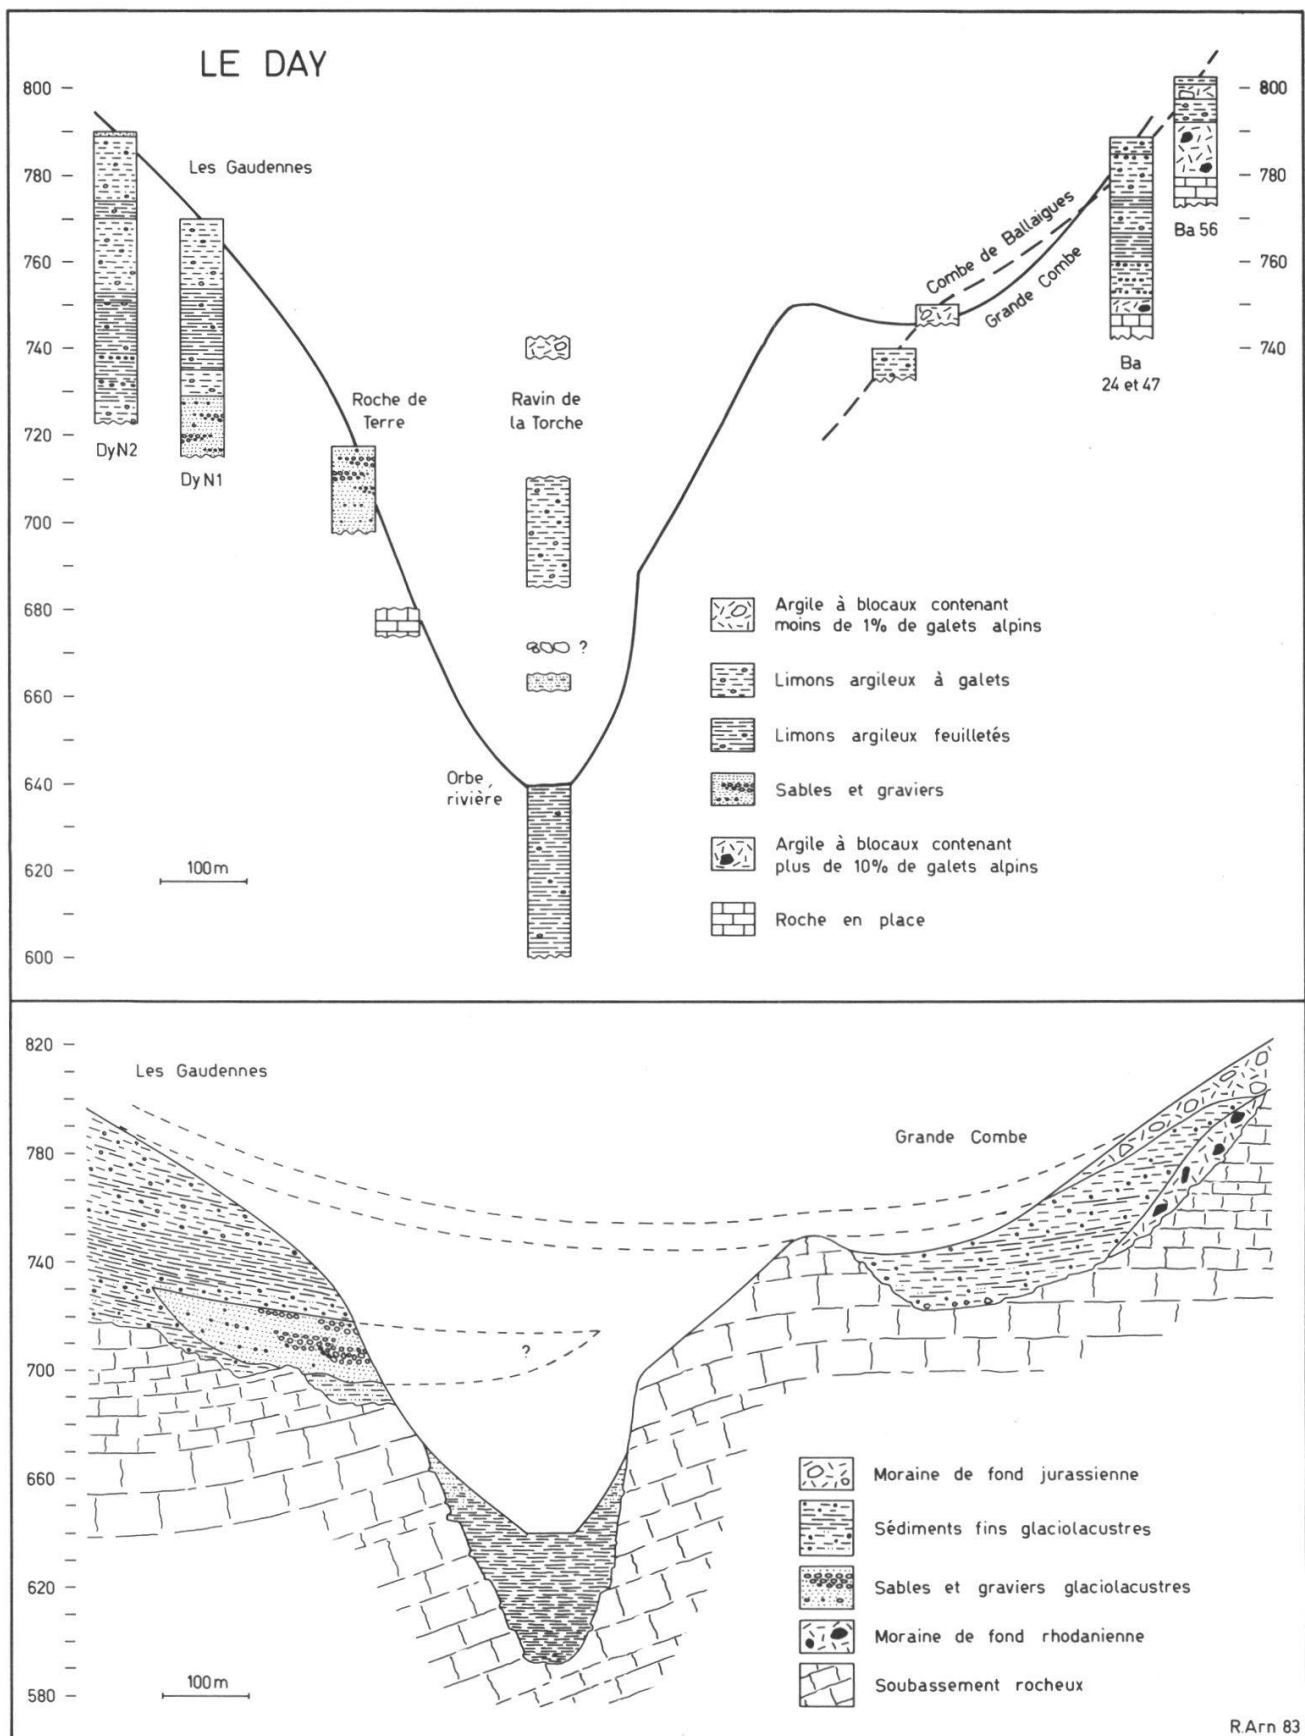 LE DAY
800
780
760
740
720
700
680
660
640
620
600
800
780
760
740
Les Gaudennes
DyN2
DyN1
Roche de
Terre
Ravin de
la Torche
?
Orbe,
rivière
100m
Combe de Ballaigues
Grande Combe
Ba 56
Ba
24 et 47
Argile à blocaux contenant
moins de 1% de galets alpins
Limons argileux à galets
Limons argileux feuilletés
Sables et graviers
Argile à blocaux contenant
plus de 10% de galets alpins
Roche en place
820
780
740
700
660
620
580
Les Gaudennes
Grande Combe
?
100m
Moraine de fond jurassienne
Sédiments fins glaciolacustres
Sables et graviers glaciolacustres
Moraine de fond rhodanienne
Soubassement rocheux
R.Arn 83